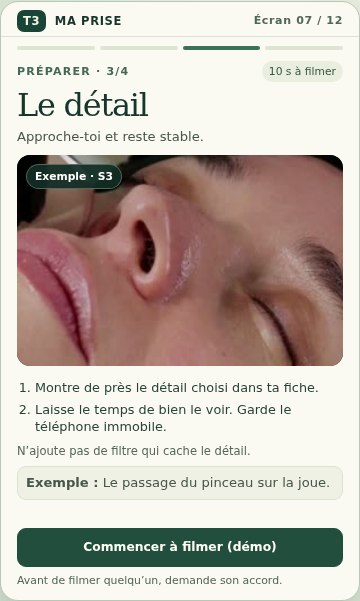 T3 MA PRISE Écran 07 / 12
PRÉPARER · 3/4 10 s à filmer
Le détail
Approche-toi et reste stable.
Exemple · S3
1. Montre de près le détail choisi dans ta fiche.
2. Laisse le temps de bien le voir. Garde le
téléphone immobile.
N’ajoute pas de filtre qui cache le détail.
Exemple : Le passage du pinceau sur la joue.
Commencer à filmer (démo)
Avant de filmer quelqu’un, demande son accord.